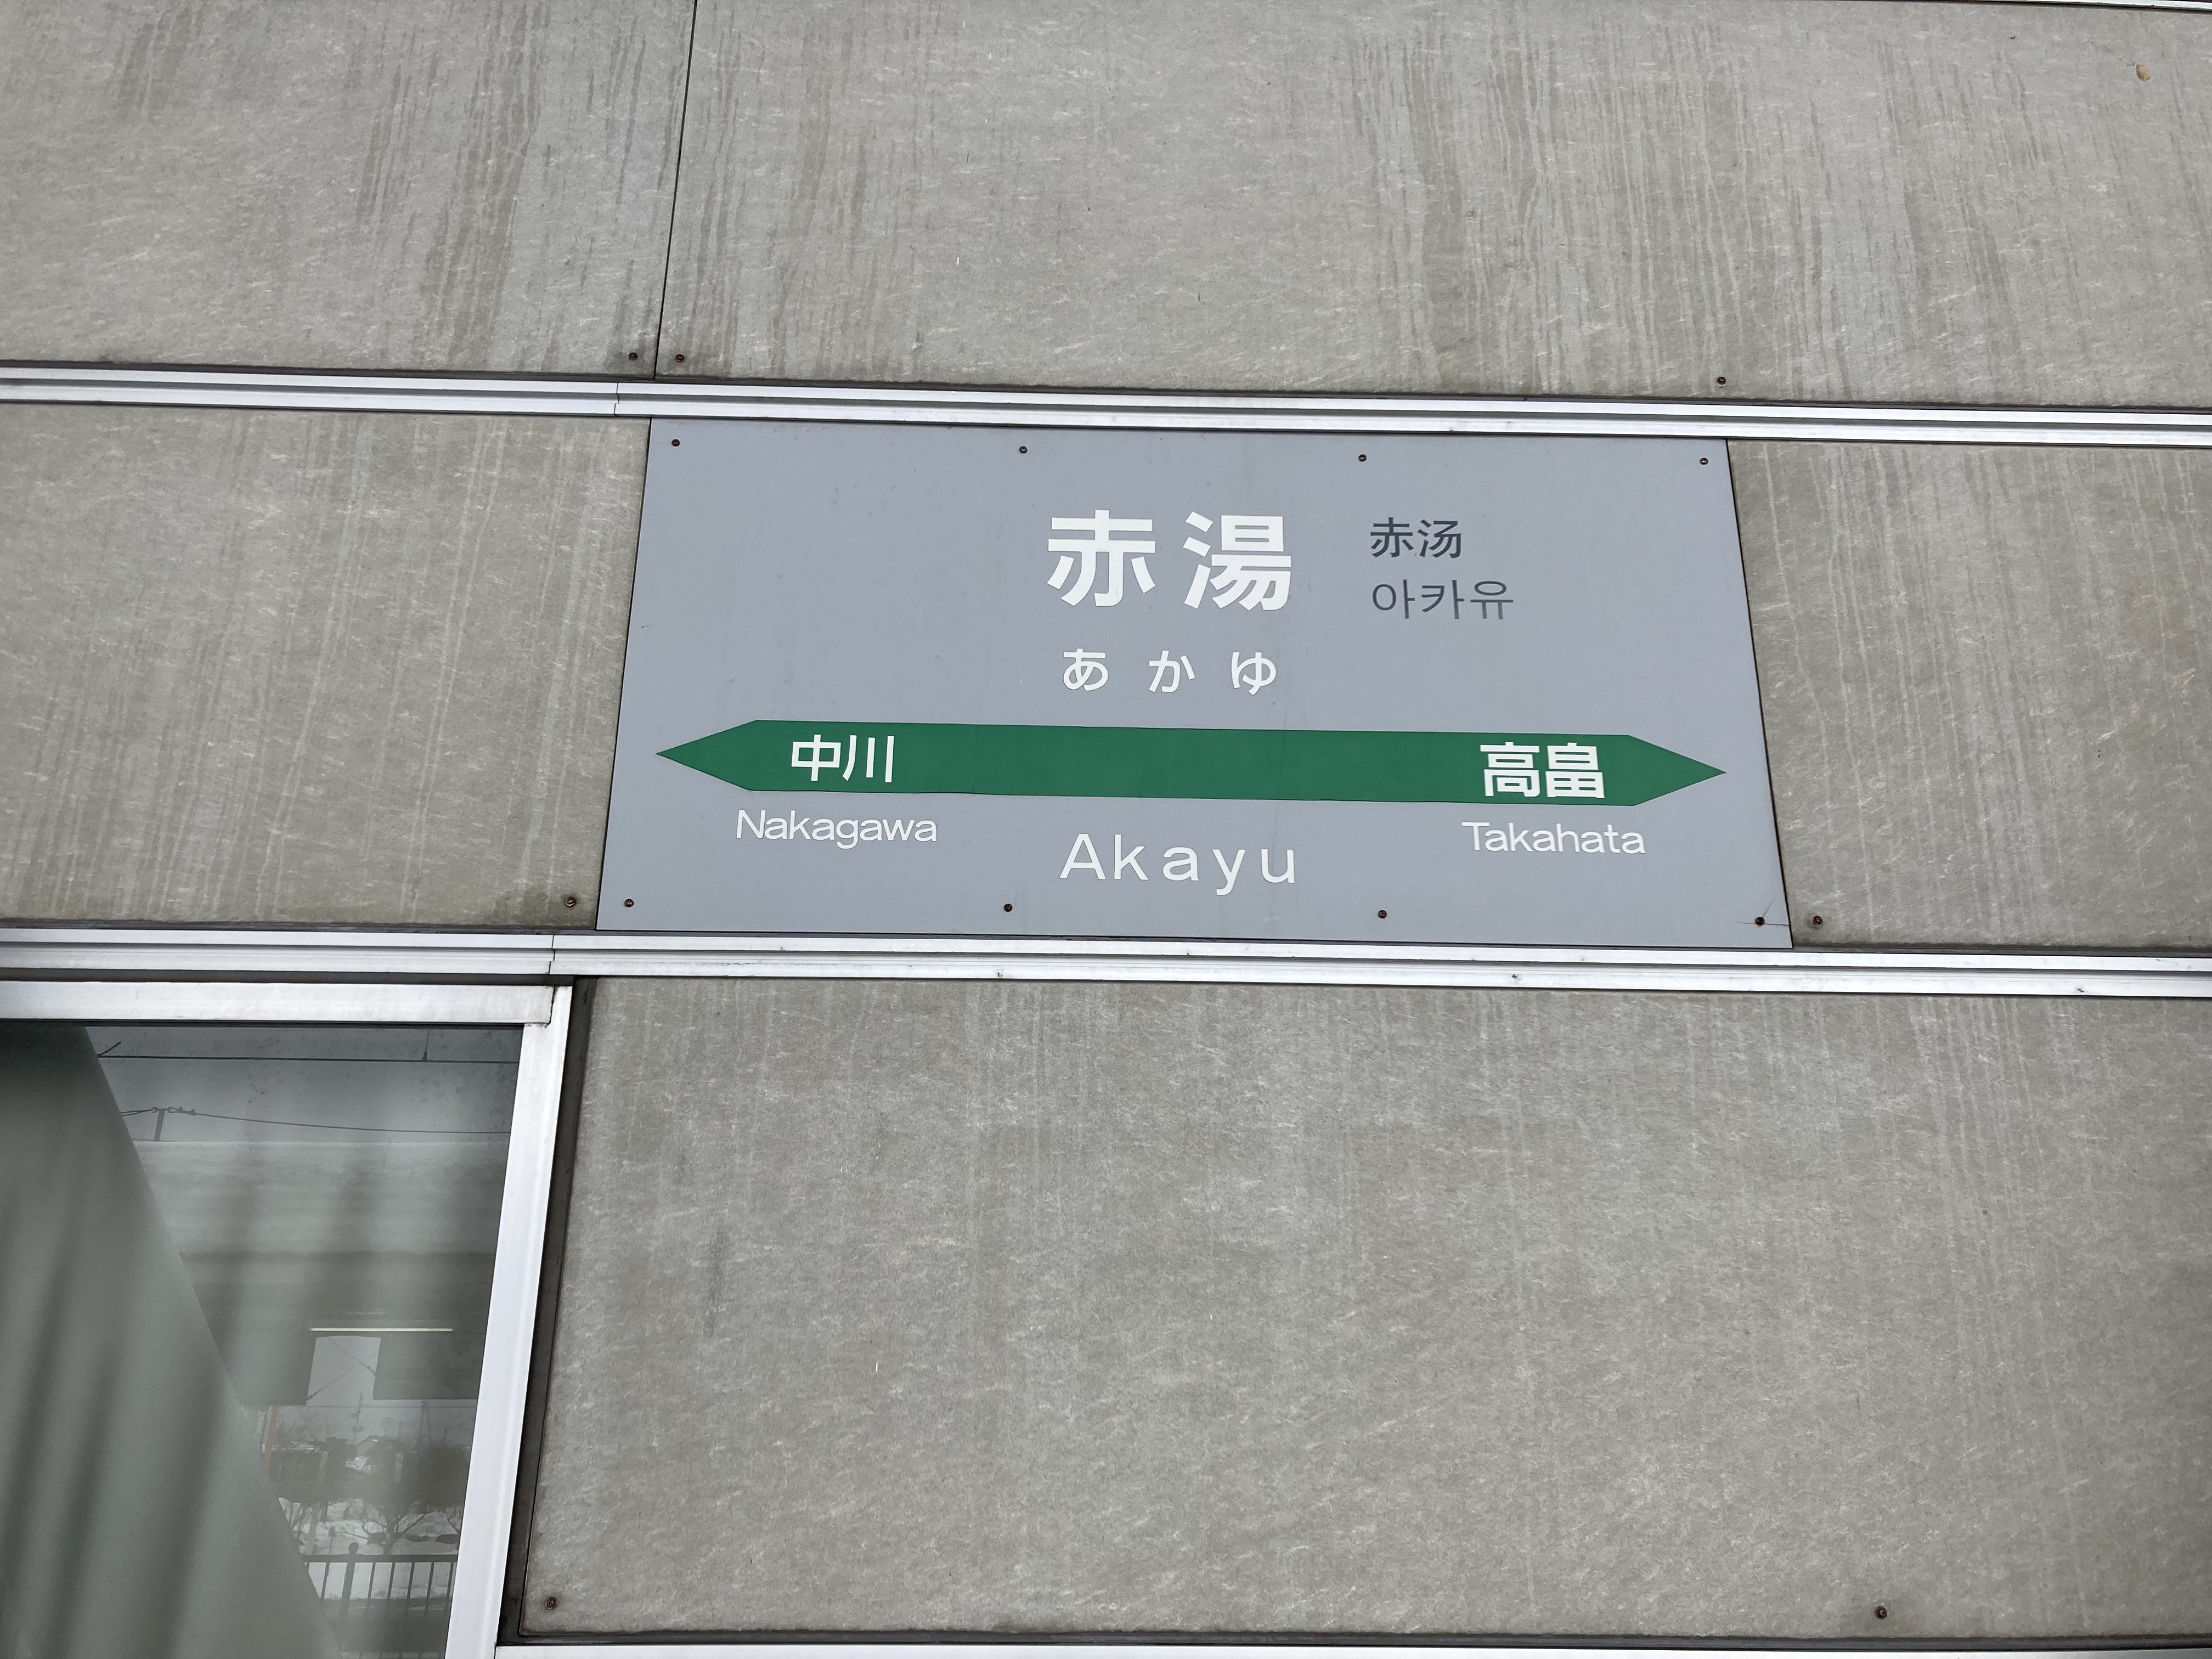 赤湯
赤汤
아카유
あかゆ
中川
高畠
Nakagawa
Akayu
Takahata